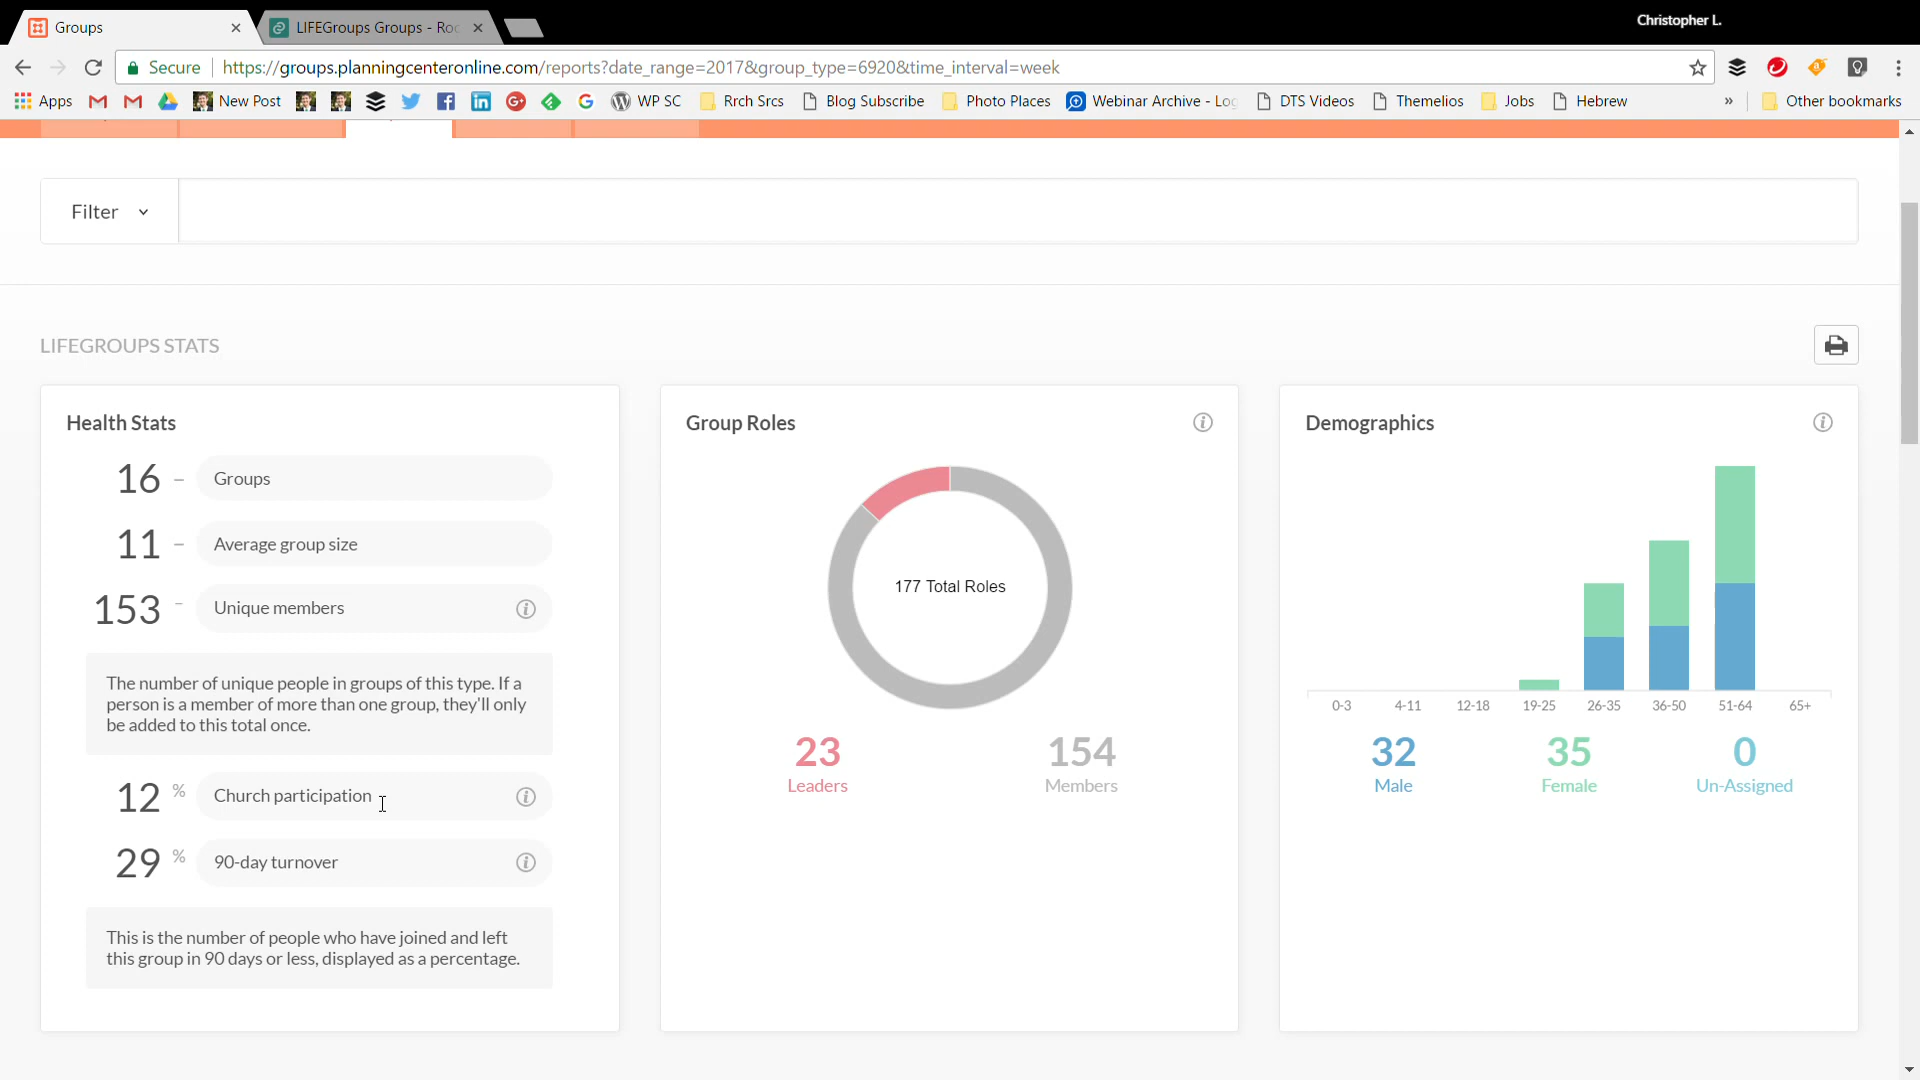 Christopher L.
Groups
LIFEGroups Groups - Roc
Secure
https://groups.planningcenteronline.com/reports?date_range=2017&group_type=6920&time_interval=week
Apps
New Post
WP SC
Rrch Srcs
Blog Subscribe
Photo Places
Webinar Archive - Log
DTS Videos
Themelios
Jobs
Hebrew
»
Other bookmarks
Filter
LIFEGROUPS STATS
Health Stats
16 – Groups
11 – Average group size
153 – Unique members
The number of unique people in groups of this type. If a
person is a member of more than one group, they'll only
be added to this total once.
12 % Church participation
29 % 90-day turnover
This is the number of people who have joined and left
this group in 90 days or less, displayed as a percentage.
Group Roles
177 Total Roles
23
Leaders
154
Members
Demographics
0-3 4-11 12-18 19-25 26-35 36-50 51-64 65+
32
Male
35
Female
0
Un-Assigned